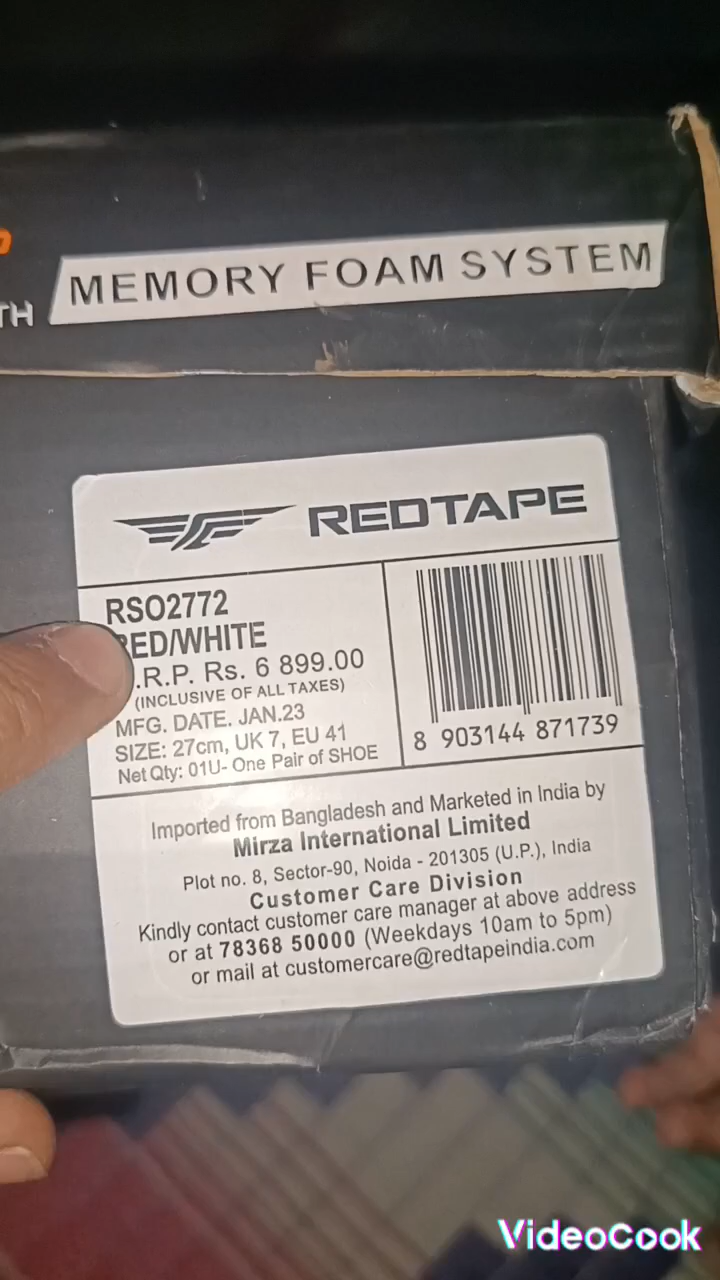 TH
MEMORY FOAM SYSTEM
REDTAPE
RSO2772
RED/WHITE
.R.P. Rs. 6 899.00
(INCLUSIVE OF ALL TAXES)
MFG. DATE. JAN.23
SIZE: 27cm, UK 7, EU 41
Net Qty: 01U- One Pair of SHOE
8 903144 871739
Imported from Bangladesh and Marketed in India by
Mirza International Limited
Plot no. 8, Sector-90, Noida - 201305 (U.P.), India
Customer Care Division
Kindly contact customer care manager at above address
or at 78368 50000 (Weekdays 10am to 5pm)
or mail at customercare@redtapeindia.com
VideoCook